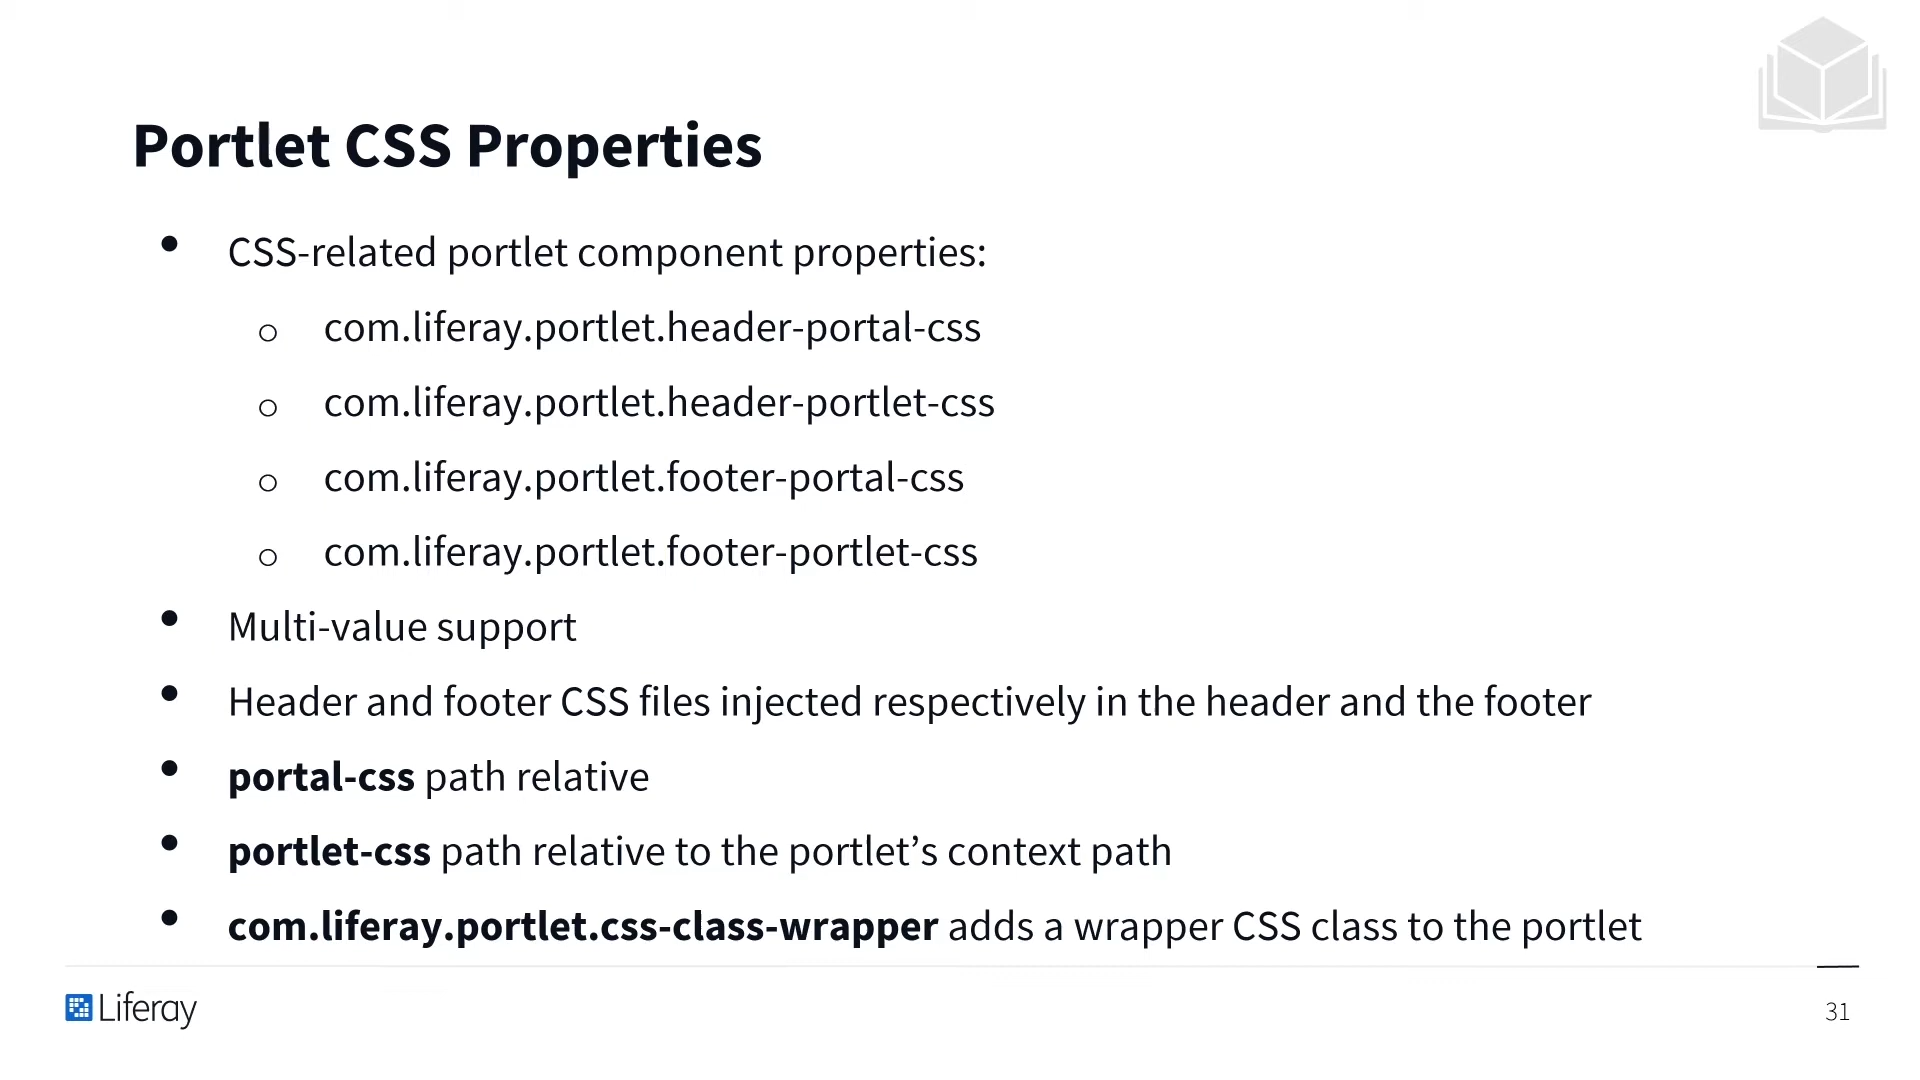 Portlet CSS Properties
• CSS-related portlet component properties:
o com.liferay.portlet.header-portal-css
o com.liferay.portlet.header-portlet-css
o com.liferay.portlet.footer-portal-css
o com.liferay.portlet.footer-portlet-css
• Multi-value support
• Header and footer CSS files injected respectively in the header and the footer
• portal-css path relative
• portlet-css path relative to the portlet’s context path
• com.liferay.portlet.css-class-wrapper adds a wrapper CSS class to the portlet
Liferay
31